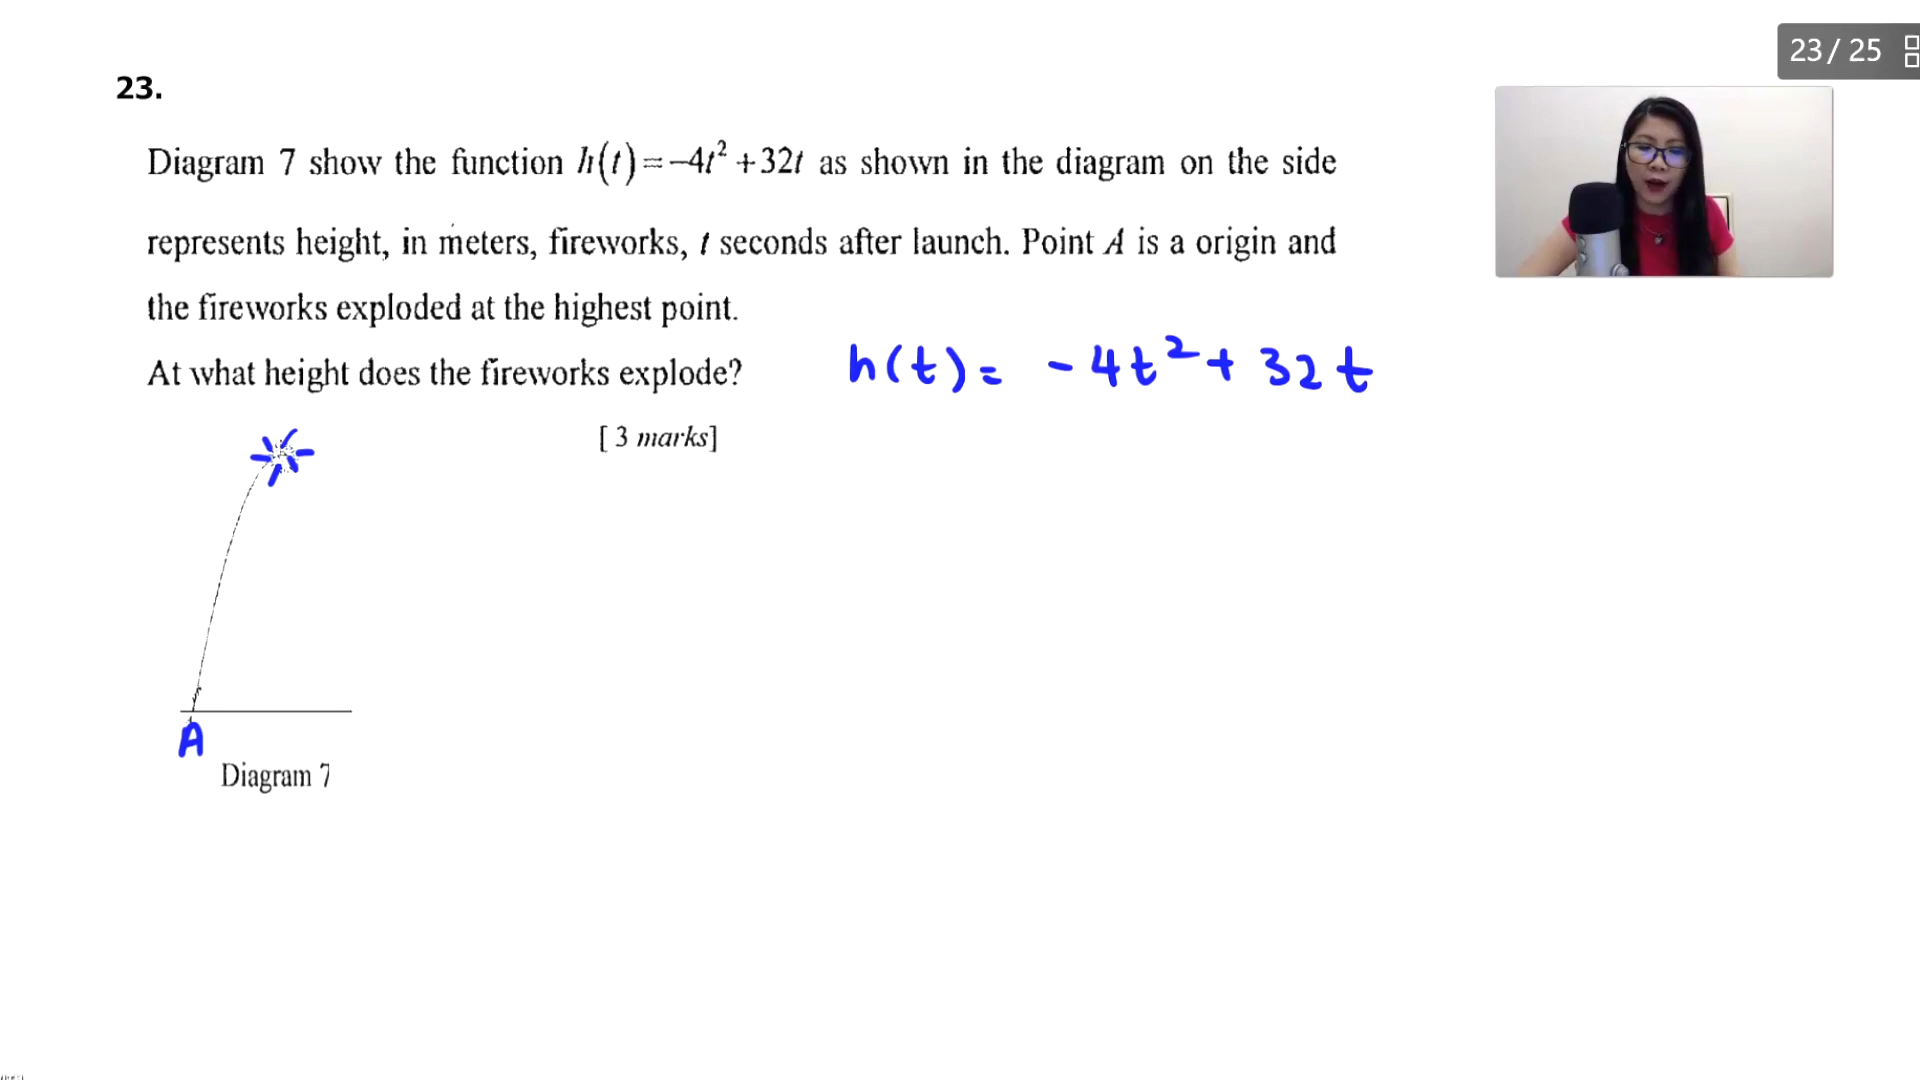 23/ 25
23.
Diagram 7 show the function h(t)=–4t² +32t as shown in the diagram on the side
represents height, in meters, fireworks, t seconds after launch. Point A is a origin and
the fireworks exploded at the highest point.
At what height does the fireworks explode?
h(t) = - 4t² + 32t
[ 3 marks]
A
Diagram 7